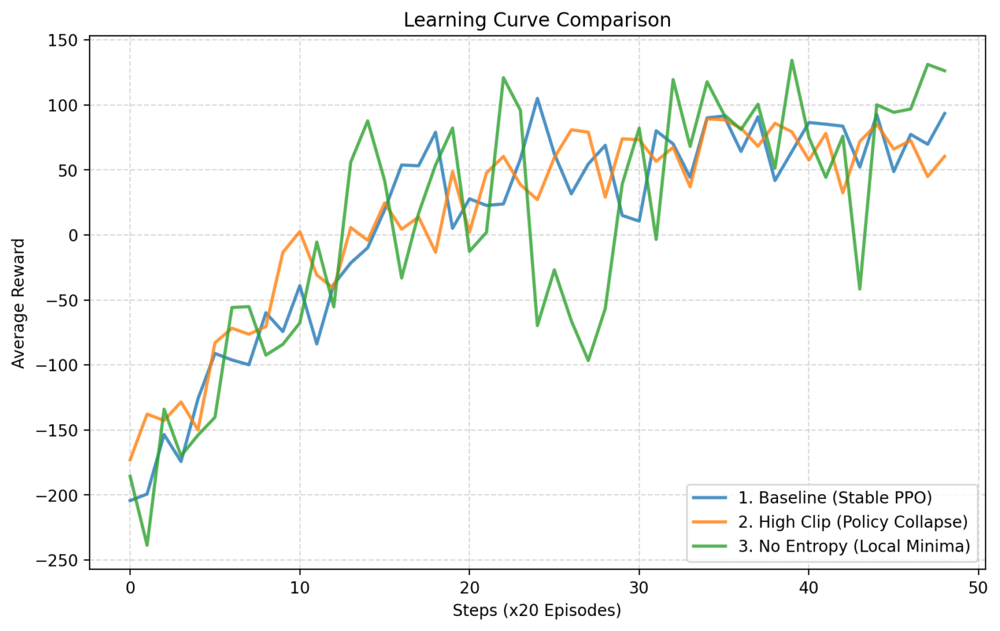 Learning Curve Comparison
150
100
50
0
−50
−100
−150
−200
−250
Average Reward
0
10
20
30
40
50
Steps (x20 Episodes)
1. Baseline (Stable PPO)
2. High Clip (Policy Collapse)
3. No Entropy (Local Minima)